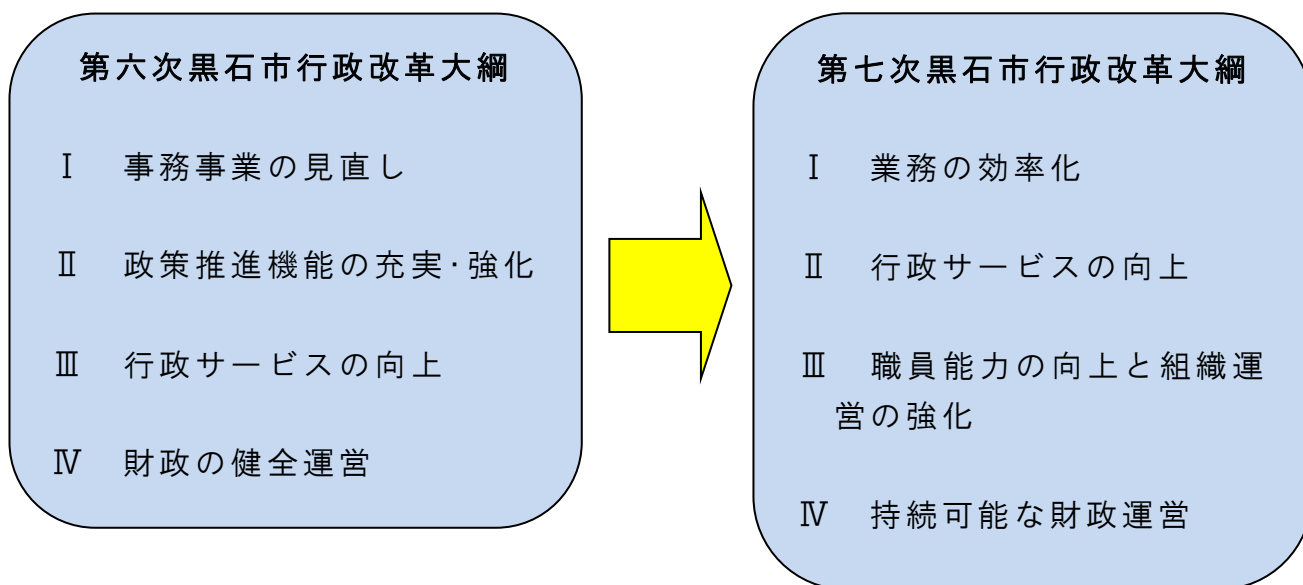 第六次黒石市行政改革大綱
Ⅰ 事務事業の見直し
Ⅱ 政策推進機能の充実・強化
Ⅲ 行政サービスの向上
Ⅳ 財政の健全運営
第七次黒石市行政改革大綱
Ⅰ 業務の効率化
Ⅱ 行政サービスの向上
Ⅲ 職員能力の向上と組織運
営の強化
Ⅳ 持続可能な財政運営